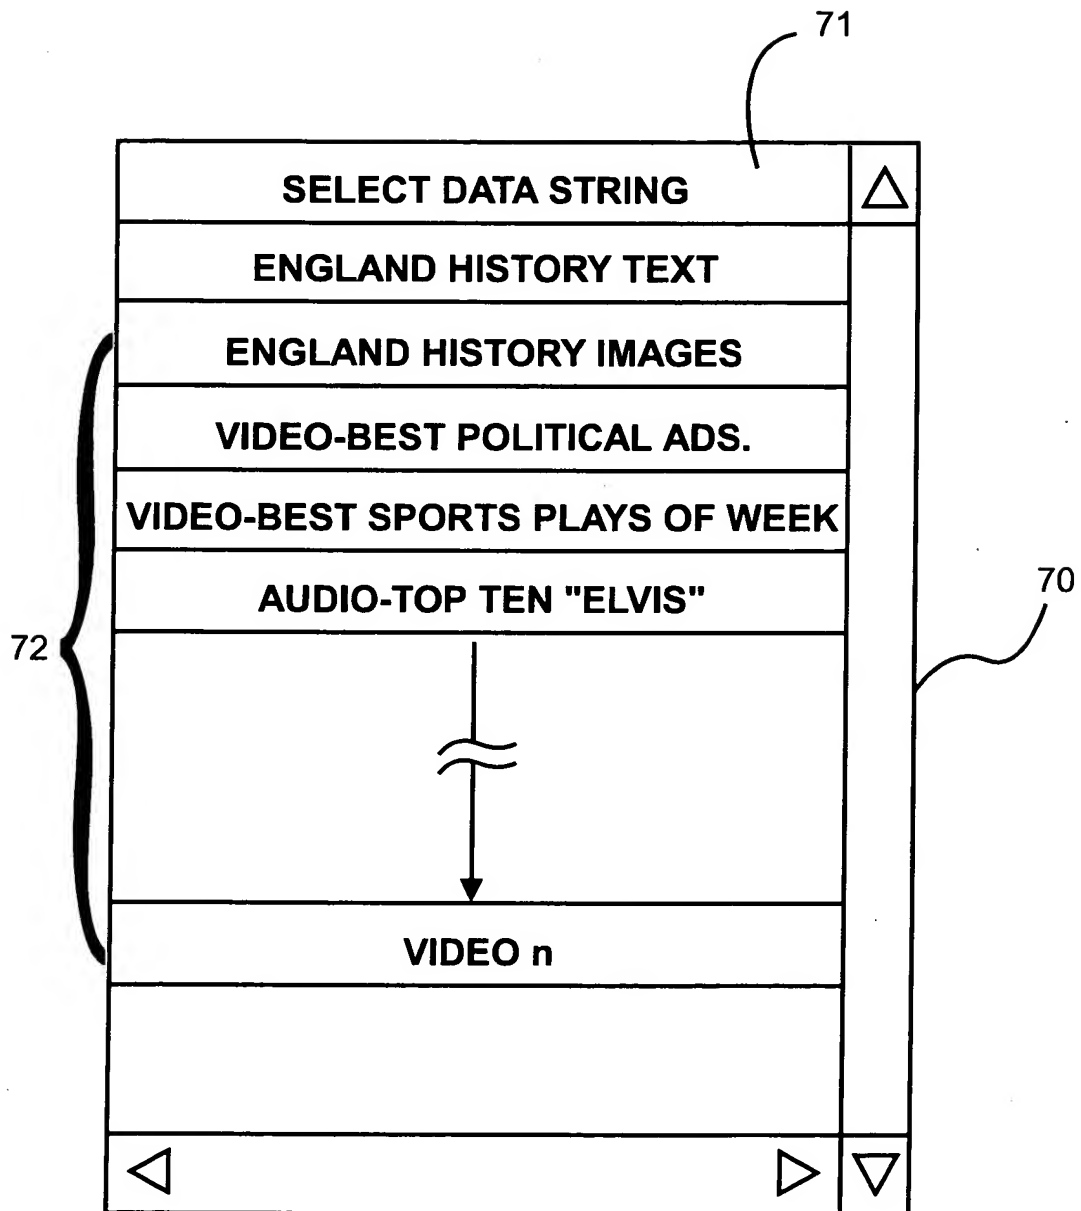 71
SELECT DATA STRING
ENGLAND HISTORY TEXT
ENGLAND HISTORY IMAGES
VIDEO-BEST POLITICAL ADS.
VIDEO-BEST SPORTS PLAYS OF WEEK
AUDIO-TOP TEN "ELVIS"
70
72
VIDEO n